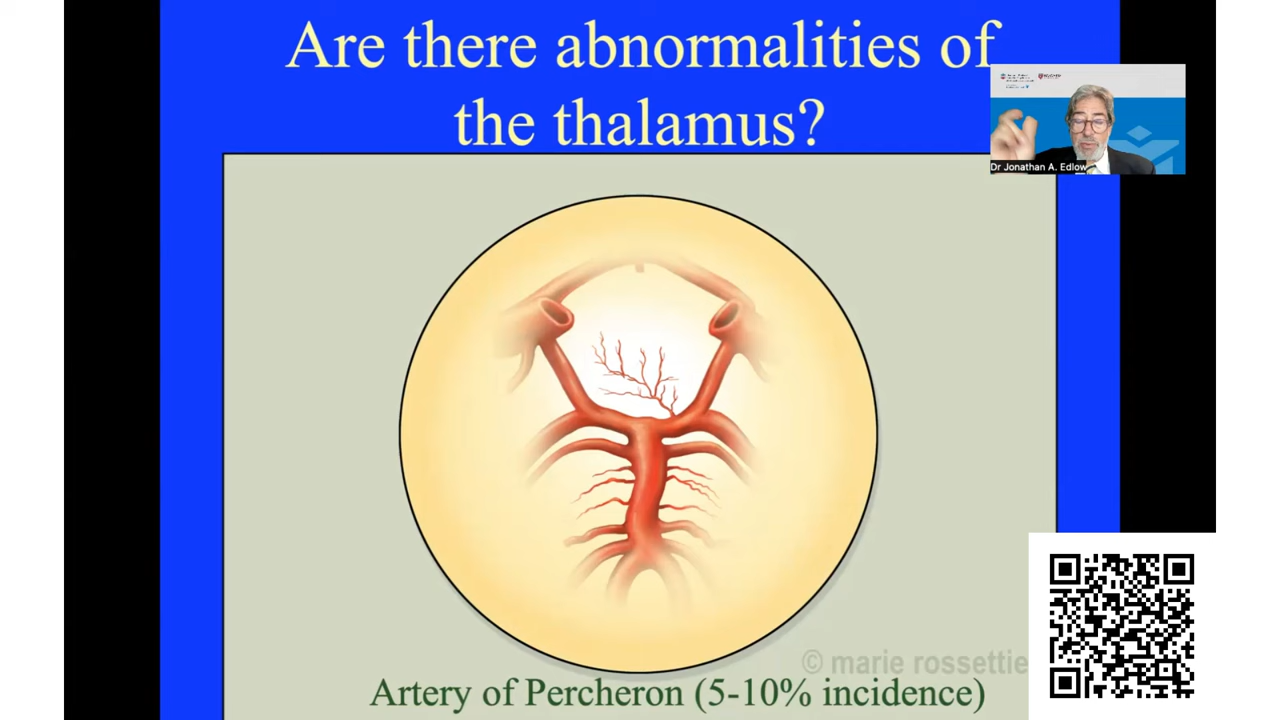 Are there abnormalities of
the thalamus?
Dr Jonathan A. Edlow
© marie rossettie
Artery of Percheron (5-10% incidence)